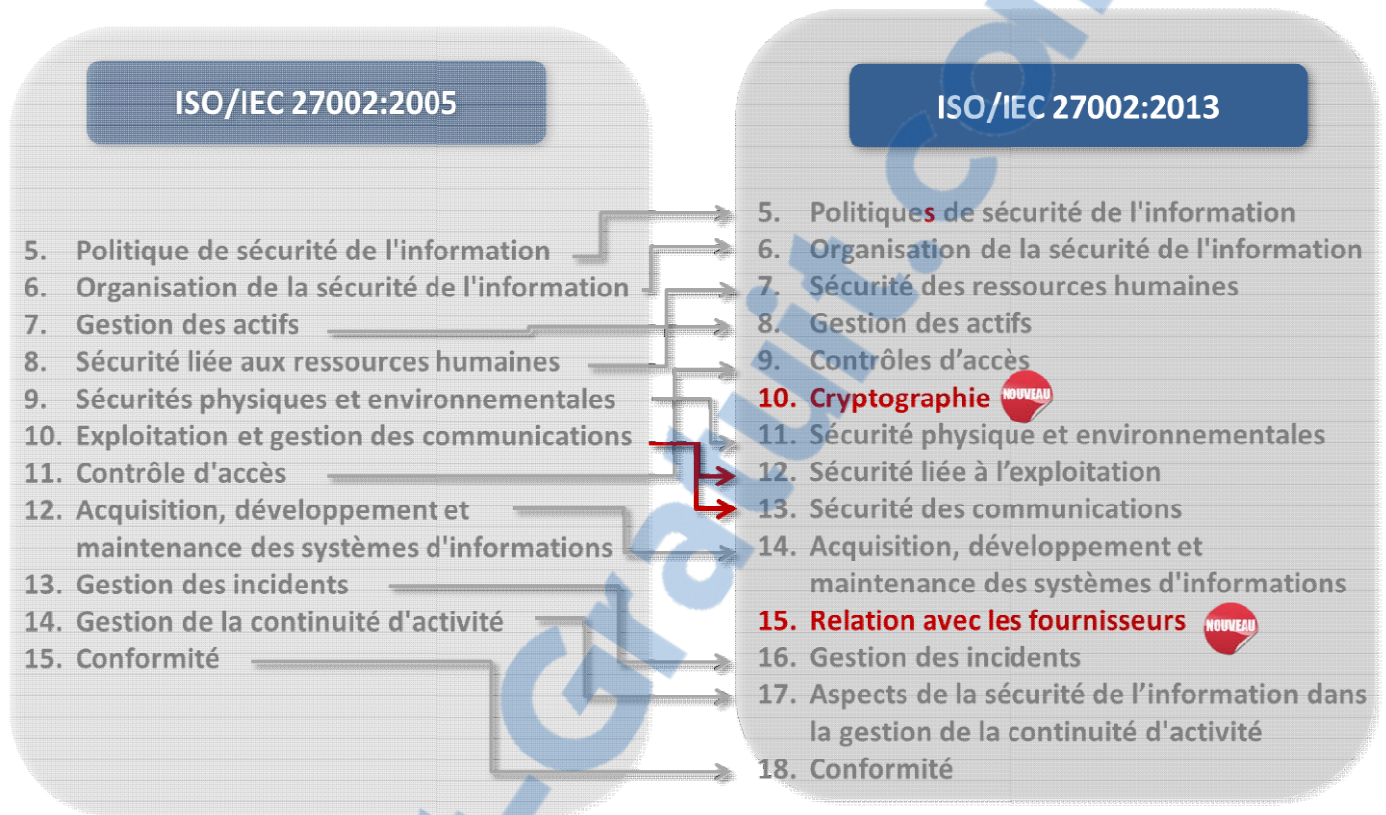 ISO/IEC 27002:2005
5. Politique de sécurité de l'information
6. Organisation de la sécurité de l'information
7. Gestion des actifs
8. Sécurité liée aux ressources humaines
9. Sécurités physiques et environnementales
10. Exploitation et gestion des communications
11. Contrôle d'accès
12. Acquisition, développement et
maintenance des systèmes d'informations
13. Gestion des incidents
14. Gestion de la continuité d'activité
15. Conformité
ISO/IEC 27002:2013
5. Politiques de sécurité de l'information
6. Organisation de la sécurité de l'information
7. Sécurité des ressources humaines
8. Gestion des actifs
9. Contrôles d’accès
10. Cryptographie NOUVEAU
11. Sécurité physique et environnementales
12. Sécurité liée à l’exploitation
13. Sécurité des communications
14. Acquisition, développement et
maintenance des systèmes d'informations
15. Relation avec les fournisseurs NOUVEAU
16. Gestion des incidents
17. Aspects de la sécurité de l’information dans
la gestion de la continuité d'activité
18. Conformité